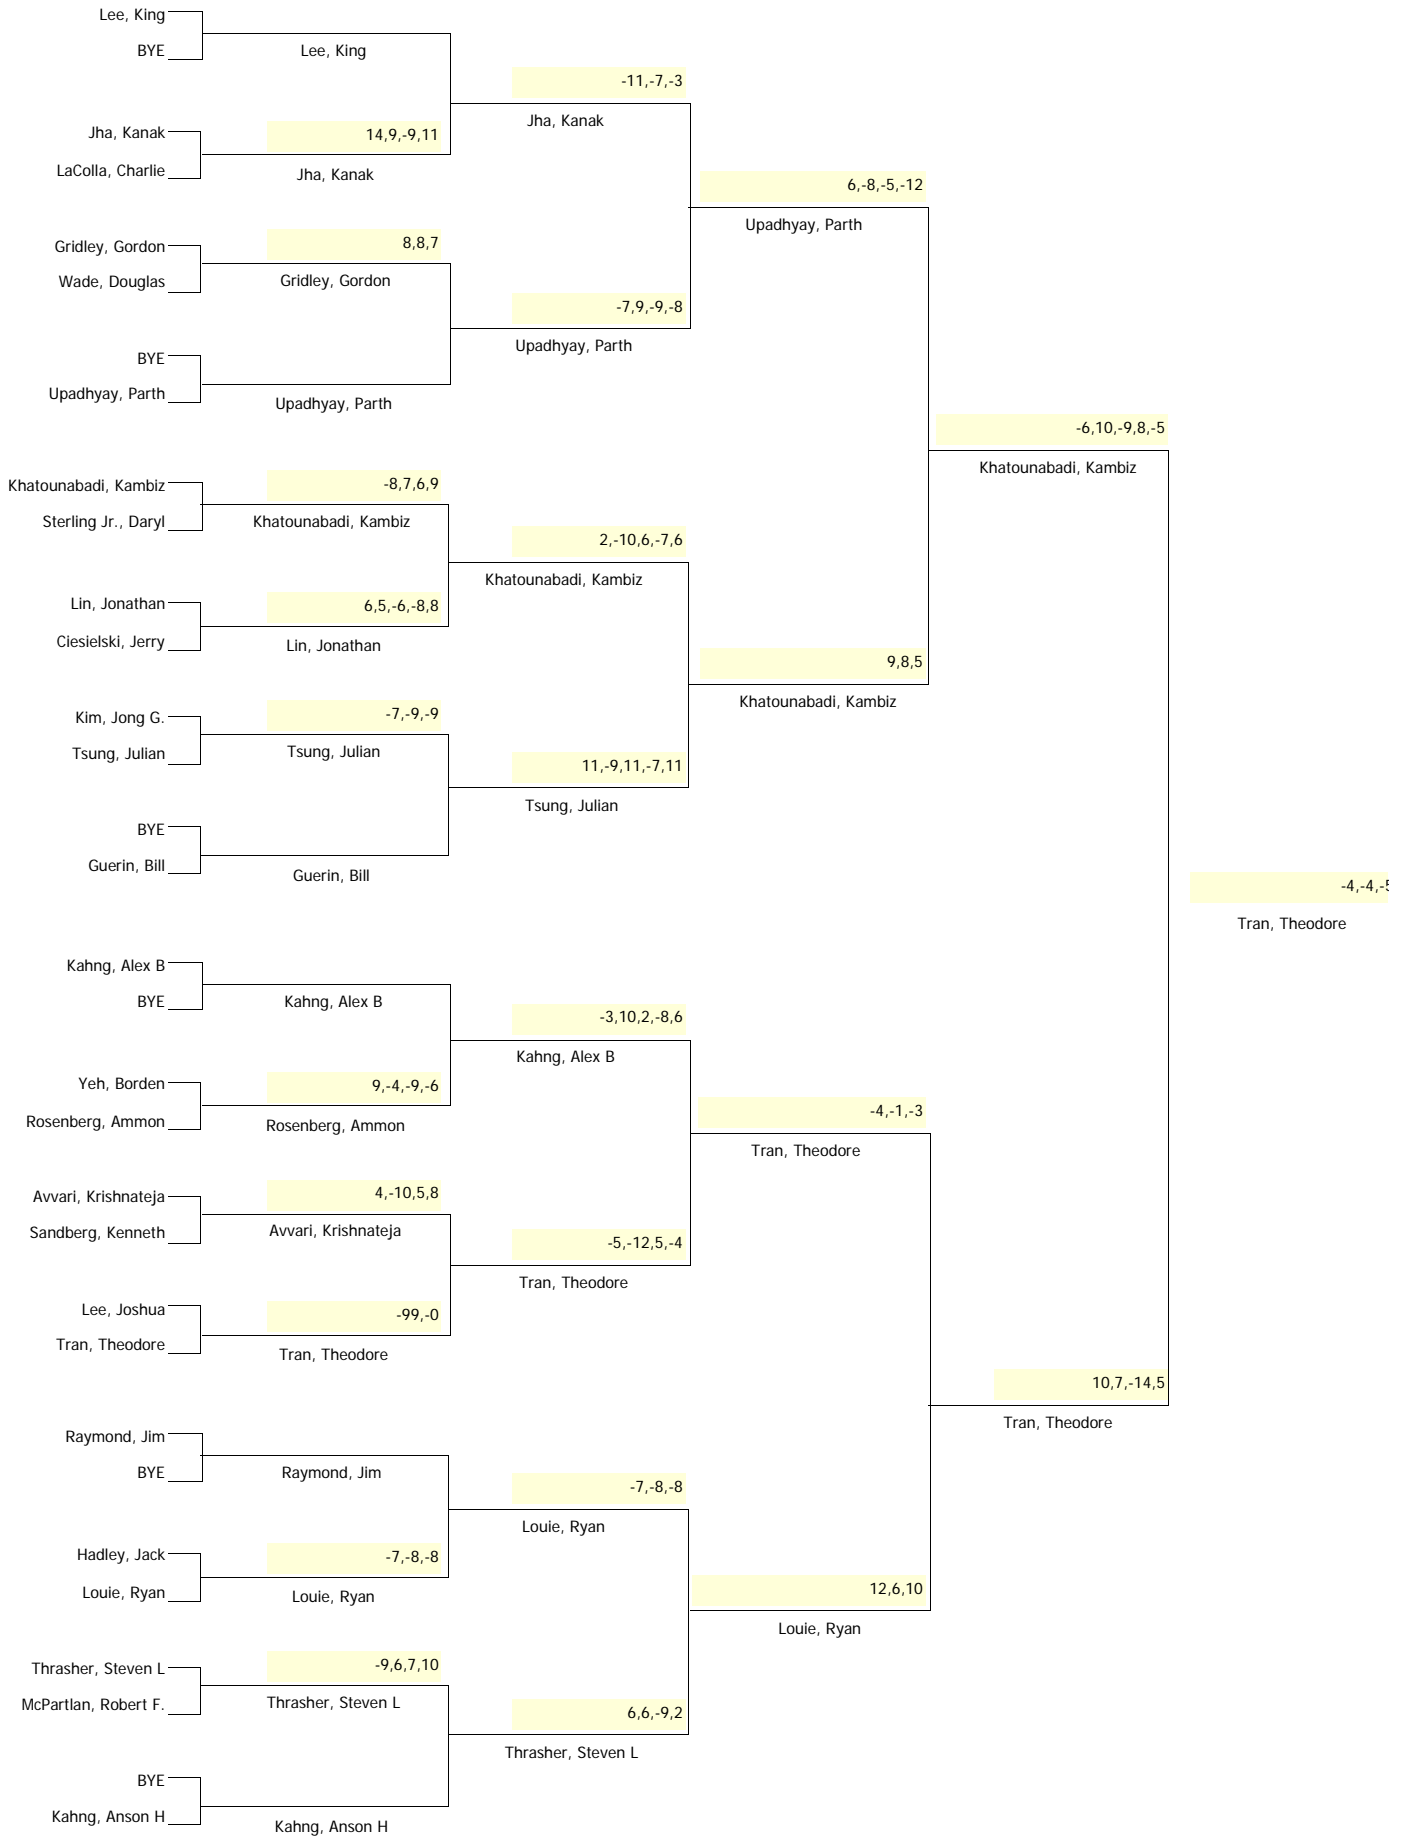 Lee, King
BYE
Lee, King
-11,-7,-3
Jha, Kanak
Jha, Kanak
14,9,-9,11
LaColla, Charlie
Jha, Kanak
6,-8,-5,-12
Upadhyay, Parth
Gridley, Gordon
8,8,7
Wade, Douglas
Gridley, Gordon
-7,9,-9,-8
Upadhyay, Parth
BYE
Upadhyay, Parth
Upadhyay, Parth
-6,10,-9,8,-5
Khatounabadi, Kambiz
Khatounabadi, Kambiz
-8,7,6,9
Sterling Jr., Daryl
Khatounabadi, Kambiz
2,-10,6,-7,6
Khatounabadi, Kambiz
Lin, Jonathan
6,5,-6,-8,8
Ciesielski, Jerry
Lin, Jonathan
9,8,5
Khatounabadi, Kambiz
Kim, Jong G.
-7,-9,-9
Tsung, Julian
Tsung, Julian
11,-9,11,-7,11
Tsung, Julian
BYE
Guerin, Bill
Guerin, Bill
-4,-4,-5
Tran, Theodore
Kahng, Alex B
BYE
Kahng, Alex B
-3,10,2,-8,6
Kahng, Alex B
Yeh, Borden
9,-4,-9,-6
Rosenberg, Ammon
Rosenberg, Ammon
-4,-1,-3
Tran, Theodore
Avvari, Krishnateja
4,-10,5,8
Sandberg, Kenneth
Avvari, Krishnateja
-5,-12,5,-4
Tran, Theodore
Lee, Joshua
-99,-0
Tran, Theodore
Tran, Theodore
10,7,-14,5
Tran, Theodore
Raymond, Jim
BYE
Raymond, Jim
-7,-8,-8
Louie, Ryan
Hadley, Jack
-7,-8,-8
Louie, Ryan
Louie, Ryan
12,6,10
Louie, Ryan
Thrasher, Steven L
-9,6,7,10
McPartlan, Robert F.
Thrasher, Steven L
6,6,-9,2
Thrasher, Steven L
BYE
Kahng, Anson H
Kahng, Anson H